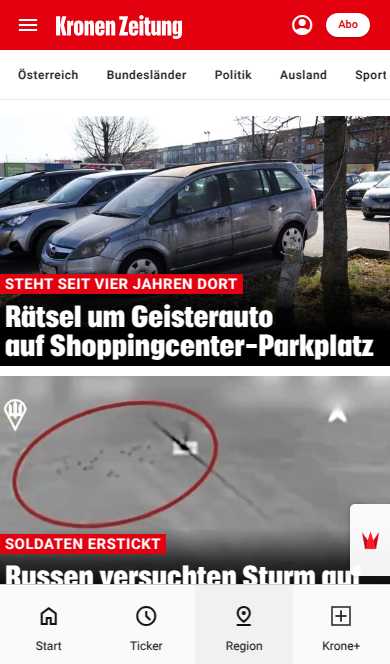 Kronen Zeitung
Abo
Österreich
Bundesländer
Politik
Ausland
Sport
STEHT SEIT VIER JAHREN DORT
Rätsel um Geisterauto
auf Shoppingcenter-Parkplatz
SOLDATEN ERSTICKT
Russen versuchten Sturm auf
Start
Ticker
Region
Krone+